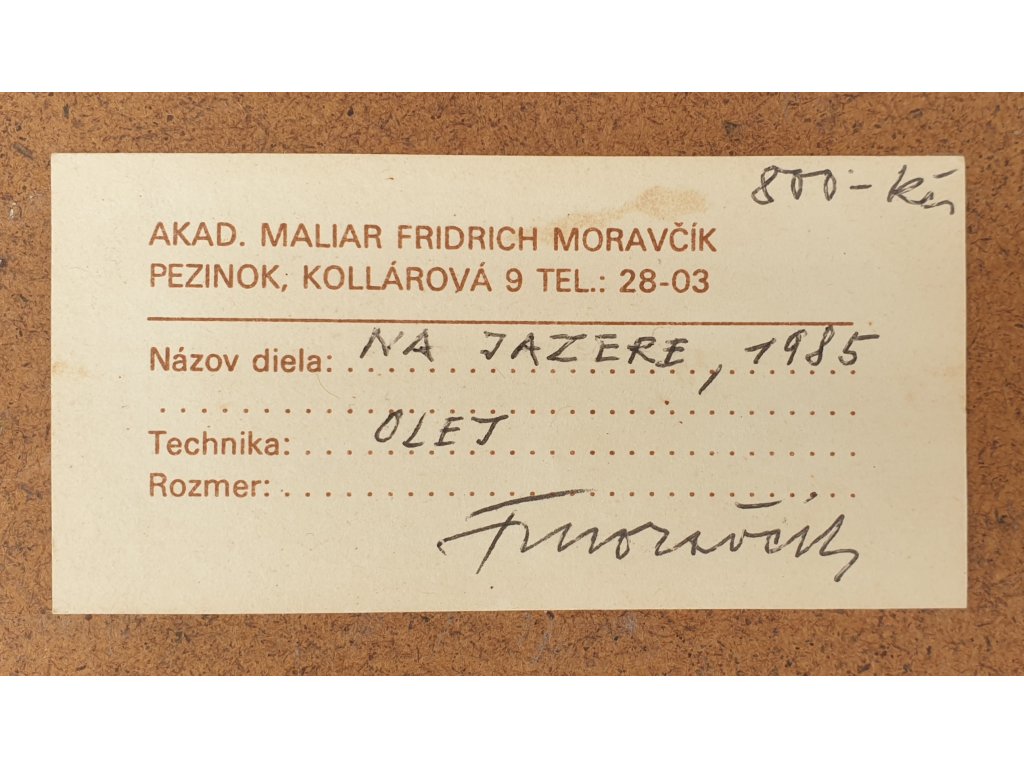 800-Kčs
AKAD. MALIAR FRIDRICH MORAVČÍK
PEZINOK, KOLLÁROVÁ 9 TEL.: 28-03
Názov diela: NA JAZERE, 1985
Technika: OLEJ
Rozmer:
F. Moravčík